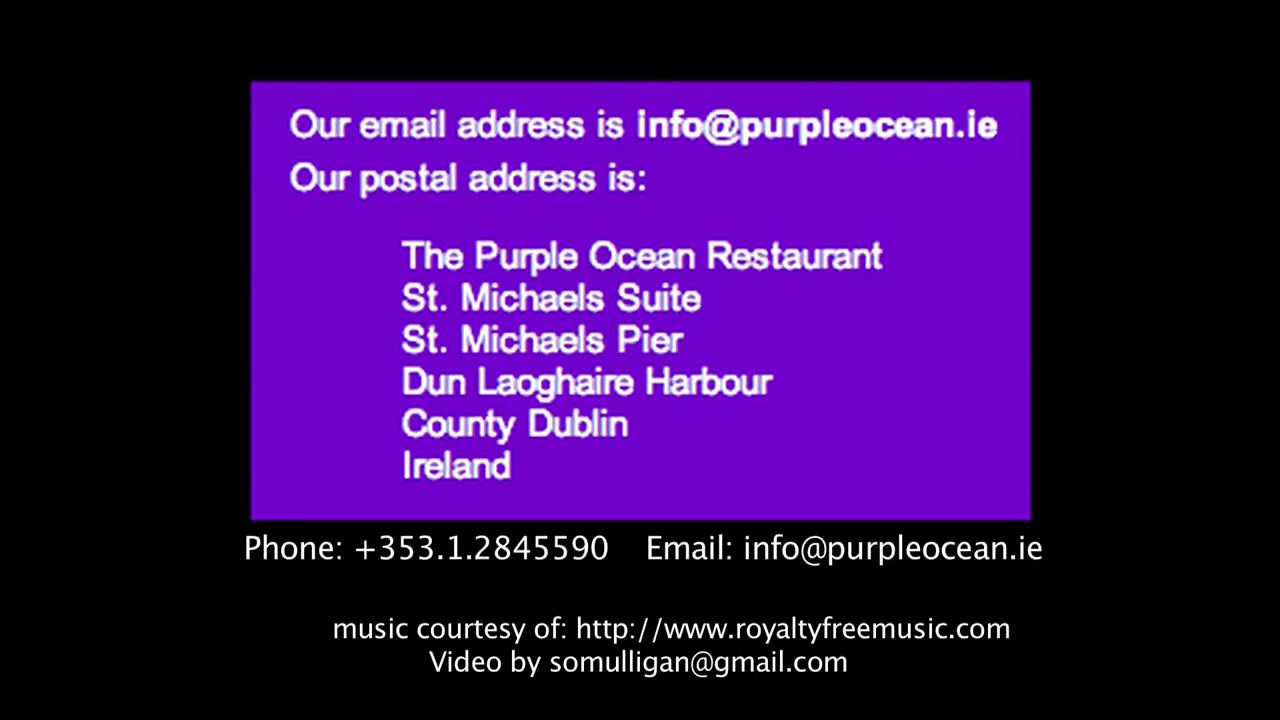 Our email address is info@purpleocean.ie
Our postal address is:
The Purple Ocean Restaurant
St. Michaels Suite
St. Michaels Pier
Dun Laoghaire Harbour
County Dublin
Ireland
Phone: +353.1.2845590    Email: info@purpleocean.ie
music courtesy of: http://www.royaltyfreemusic.com
Video by somulligan@gmail.com